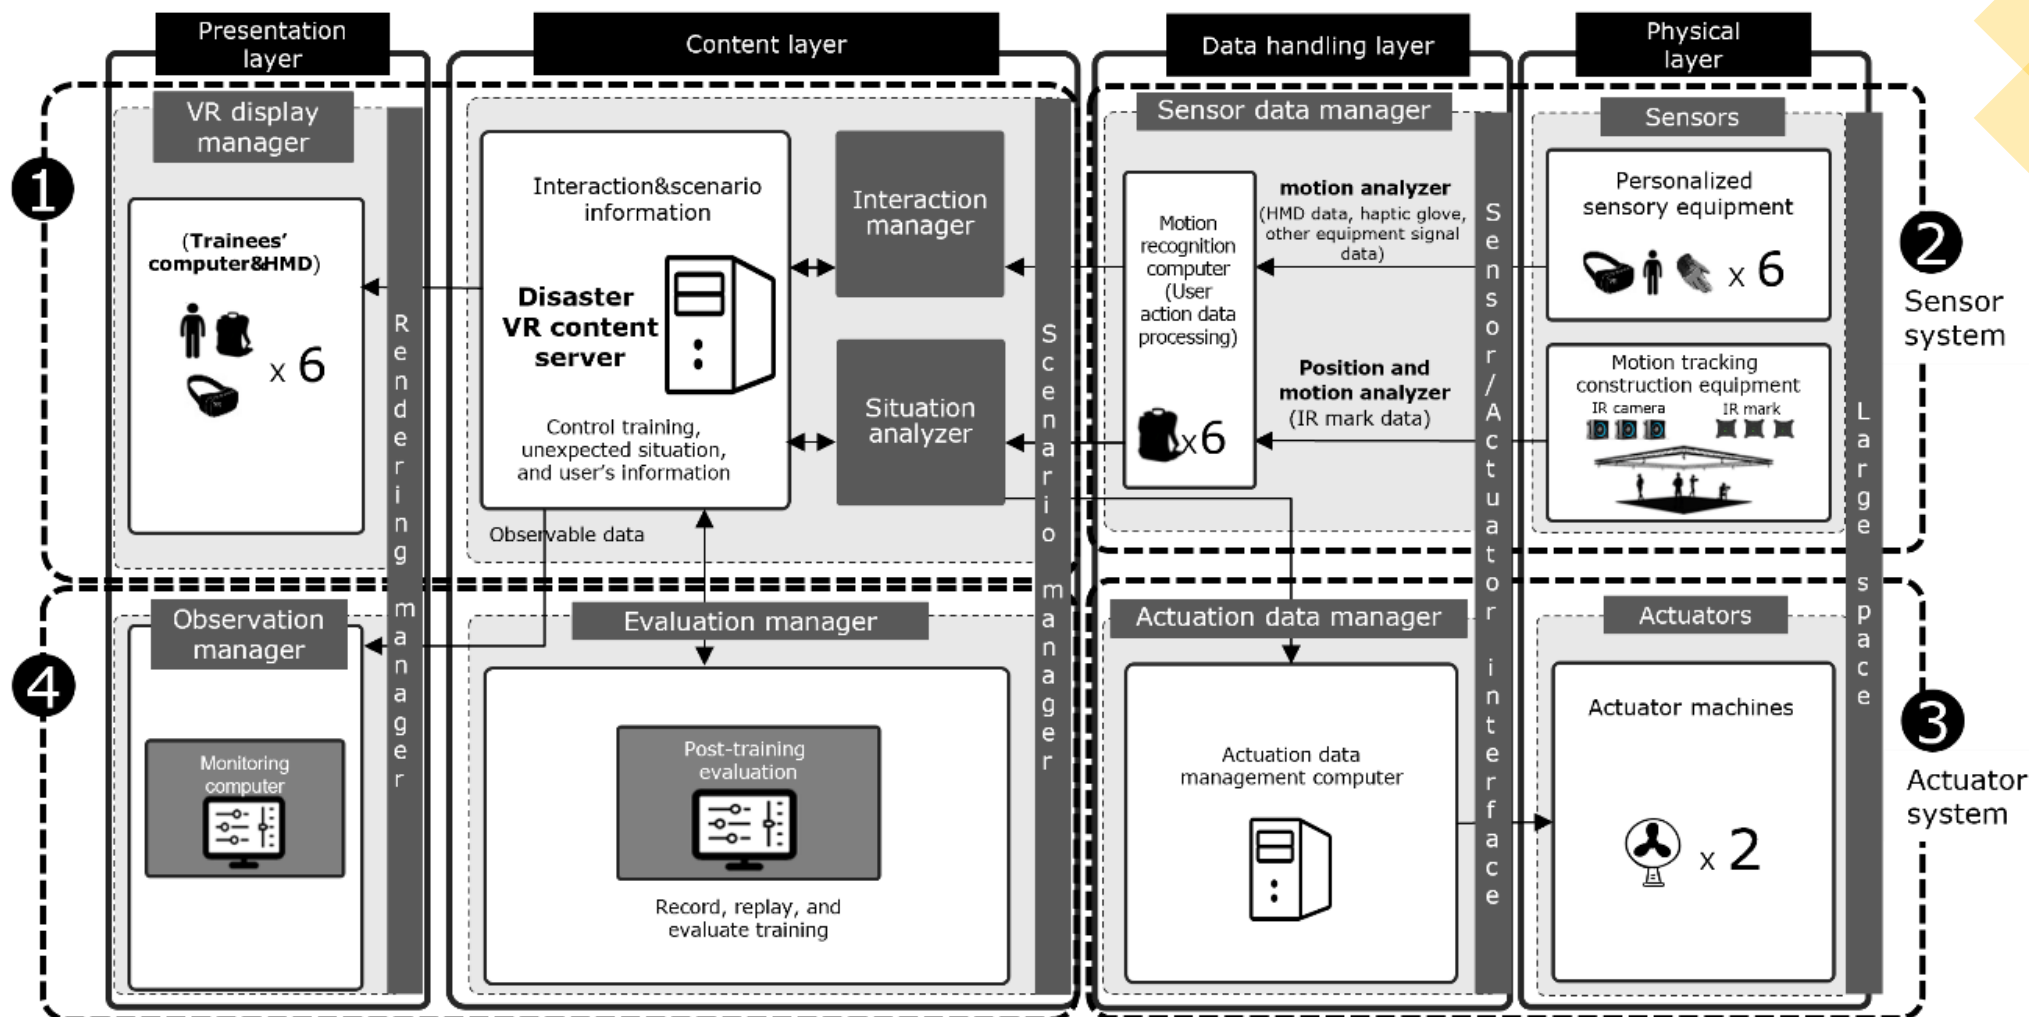 Presentation
layer
Content layer
Data handling layer
Physical
layer
1
VR display
manager
(Trainees'
computer&HMD)
x 6
Rendering manager
Interaction&scenario
information
Disaster
VR content
server
Control training,
unexpected situation,
and user's information
Observable data
Interaction
manager
Situation
analyzer
Scenario manager
Sensor data manager
Motion
recognition
computer
(User
action data
processing)
x6
motion analyzer
(HMD data, haptic glove,
other equipment signal
data)
Position and
motion analyzer
(IR mark data)
Sensor/Actuator interface
Sensors
Personalized
sensory equipment
x 6
Motion tracking
construction equipment
IR camera
IR mark
Large space
2
Sensor
system
4
Observation
manager
Monitoring
computer
Evaluation manager
Post-training
evaluation
Record, replay, and
evaluate training
Actuation data manager
Actuation data
management computer
Actuators
Actuator machines
x 2
3
Actuator
system